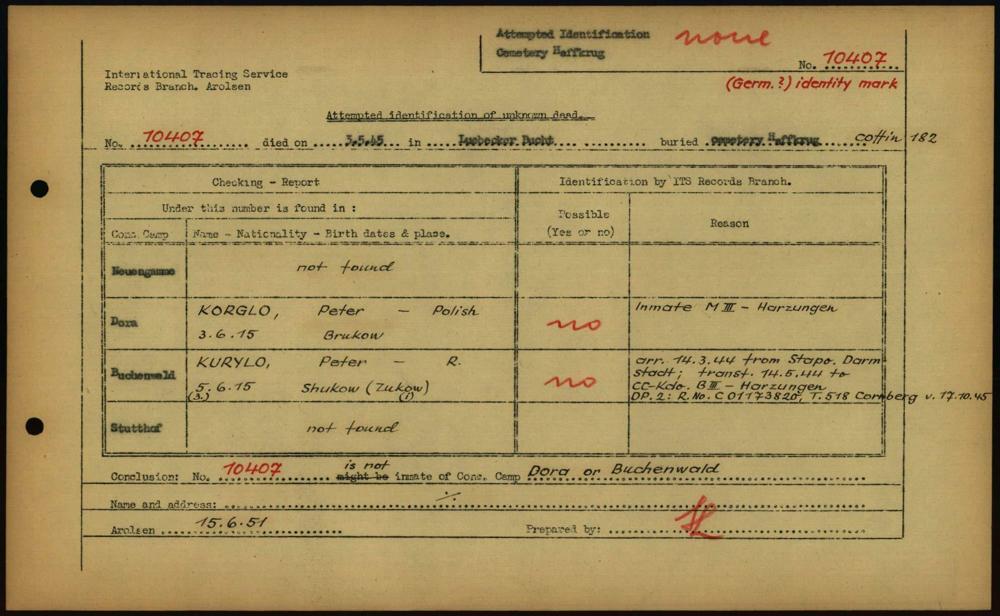 Attempted Identification none
Cemetery Haffkrug
No. 10407
International Tracing Service
Records Branch. Arolsen
(Germ.?) identity mark
Attempted identification of unknown dead.
No. 10407 died on 3.5.45 in Luebecker Bucht buried cemetery Haffkrug coffin 182
Checking - Report
Identification by ITS Records Branch.
Under this number is found in :
Possible
(Yes or no)
Reason
Conc. Camp
Name - Nationality - Birth dates & place.
Neuengamme
not found
Dora
KORGLO, Peter - Polish
3.6.15 Brukow
no
Inmate M III - Harzungen
Buchenwald
KURYLO, Peter - R.
5.6.15 Shukow (Zukow)
(3.) (i)
no
arr. 14.3.44 from Stapo. Darm
stadt; transf. 14.5.44 to
CC-Kdo. B III - Harzungen
DP. 2: R. No. C 01173820, T. 518 Cornberg v. 17.10.45
Stutthof
not found
is not
Conclusion: No. 10407 might be inmate of Conc. Camp Dora or Buchenwald
Name and address: ./.
Arolsen 15.6.51
Prepared by: